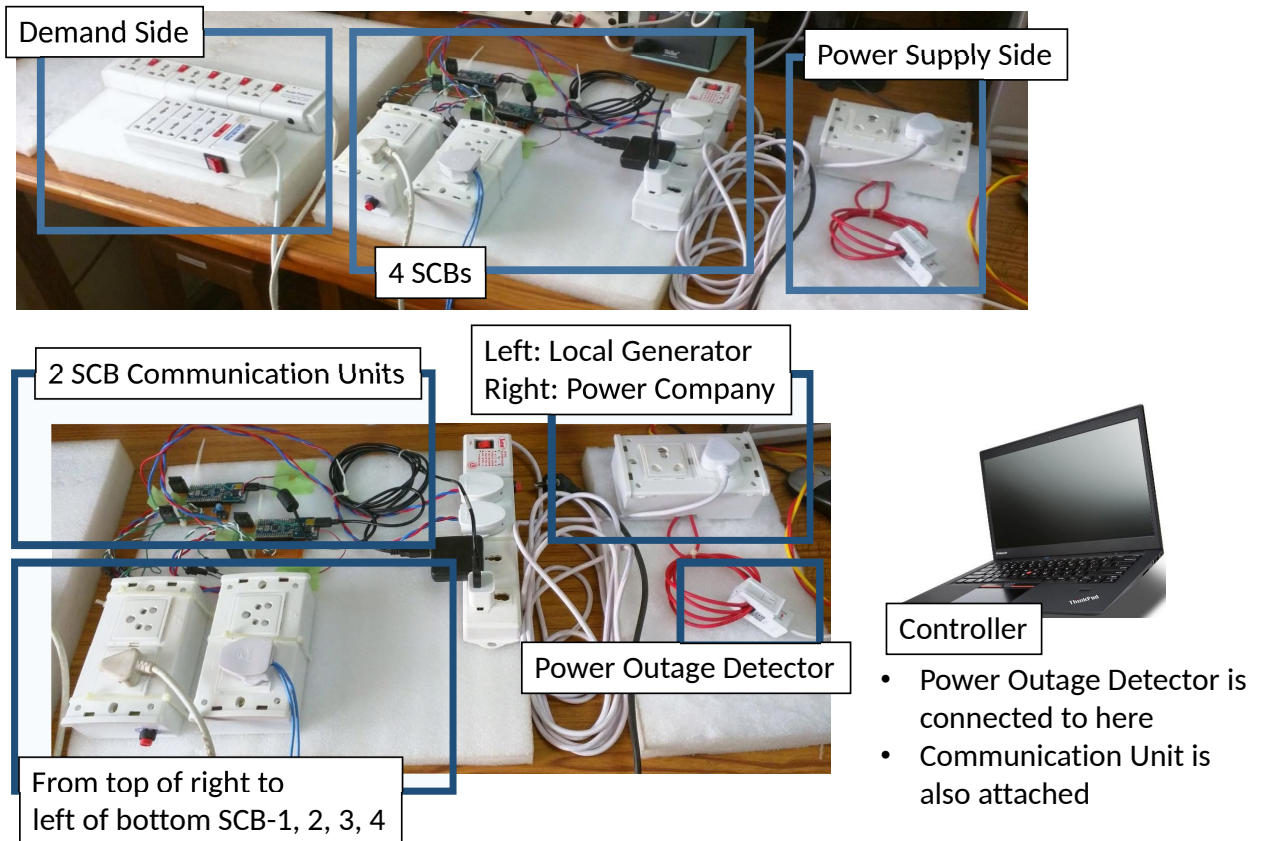 Demand Side
Power Supply Side
4 SCBs
Left: Local Generator
Right: Power Company
2 SCB Communication Units
Power Outage Detector
ThinkPad
Controller
• Power Outage Detector is
connected to here
• Communication Unit is
also attached
From top of right to
left of bottom SCB-1, 2, 3, 4